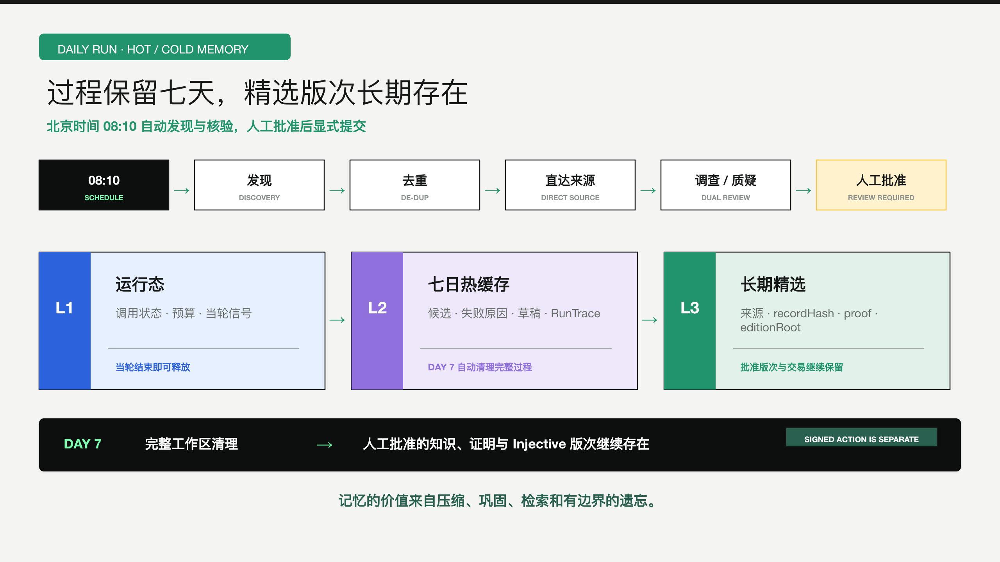 DAILY RUN · HOT / COLD MEMORY
过程保留七天，精选版次长期存在
北京时间 08:10 自动发现与核验，人工批准后显式提交
08:10
SCHEDULE
→
发现
DISCOVERY
→
去重
DE-DUP
→
直达来源
DIRECT SOURCE
→
调查 / 质疑
DUAL REVIEW
→
人工批准
REVIEW REQUIRED
L1
运行态
调用状态 · 预算 · 当轮信号
当轮结束即可释放
→
L2
七日热缓存
候选 · 失败原因 · 草稿 · RunTrace
DAY 7 自动清理完整过程
→
L3
长期精选
来源 · recordHash · proof ·
editionRoot
批准版次与交易继续保留
DAY 7 完整工作区清理 → 人工批准的知识、证明与 Injective 版次继续存在
SIGNED ACTION IS SEPARATE
记忆的价值来自压缩、巩固、检索和有边界的遗忘。